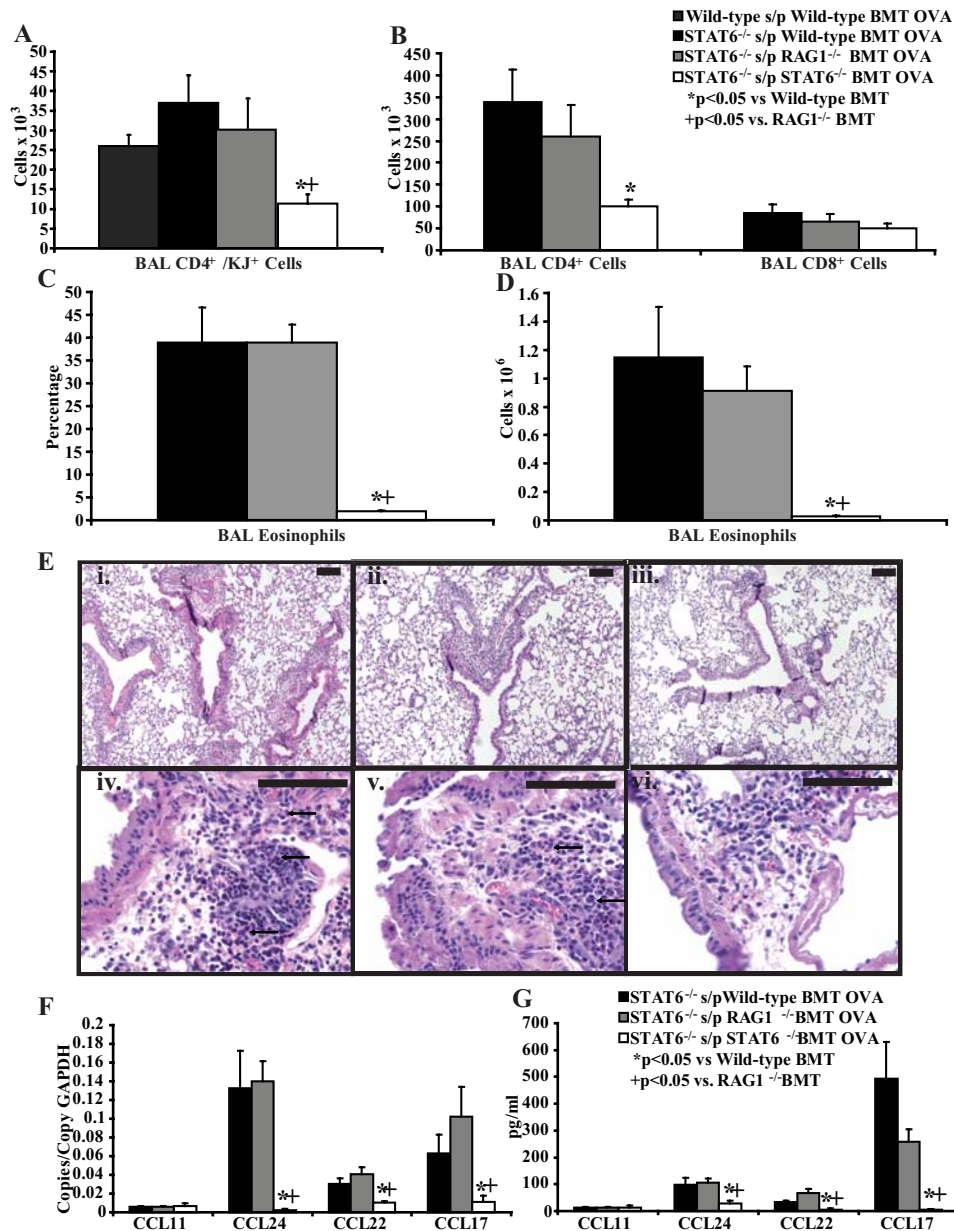 A
Cells x 10³
50
45
40
35
30
25
20
15
10
5
0
*+
BAL CD4⁺ /KJ⁺ Cells
B
Cells x 10³
500
450
400
350
300
250
200
150
100
50
0
*
BAL CD4⁺ Cells
BAL CD8⁺ Cells
Wild-type s/p Wild-type BMT OVA
STAT6⁻/⁻ s/p Wild-type BMT OVA
STAT6⁻/⁻ s/p RAG1⁻/⁻ BMT OVA
STAT6⁻/⁻ s/p STAT6⁻/⁻ BMT OVA
*p<0.05 vs Wild-type BMT
+p<0.05 vs. RAG1⁻/⁻ BMT
C
Percentage
50
45
40
35
30
25
20
15
10
5
0
*+
BAL Eosinophils
D
Cells x 10⁶
1.6
1.4
1.2
1
0.8
0.6
0.4
0.2
0
*+
BAL Eosinophils
E
i.
ii.
iii.
iv.
v.
vi.
F
Copies/Copy GAPDH
0.2
0.18
0.16
0.14
0.12
0.1
0.08
0.06
0.04
0.02
0
*+
*+
*+
CCL11
CCL24
CCL22
CCL17
G
pg/ml
700
600
500
400
300
200
100
0
STAT6⁻/⁻ s/pWild-type BMT OVA
STAT6⁻/⁻ s/p RAG1 ⁻/⁻BMT OVA
STAT6⁻/⁻ s/p STAT6 ⁻/⁻BMT OVA
*p<0.05 vs Wild-type BMT
+p<0.05 vs. RAG1 ⁻/⁻BMT
*+
*+
*+
CCL11
CCL24
CCL22
CCL17